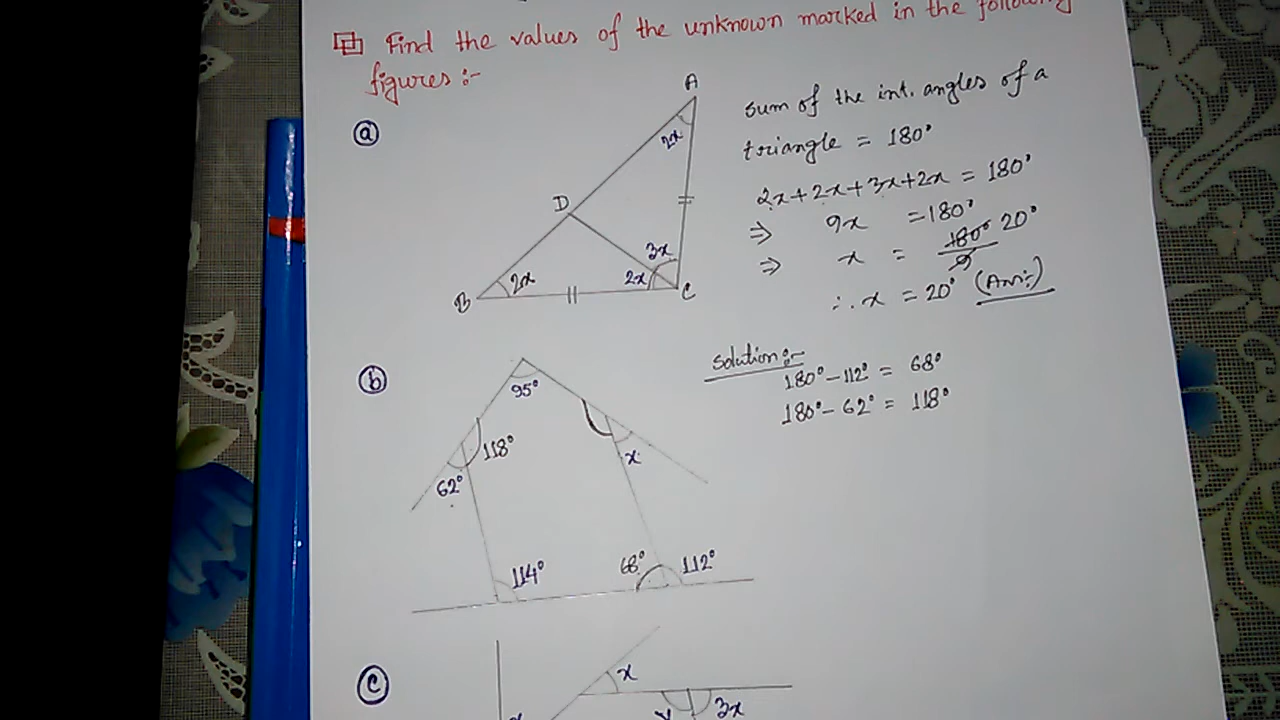 Find the values of the unknown marked in the following
figures :-
a
A
2x
D
3x
B
2x
2x
C
sum of the int. angles of a
triangle = 180°
2x+2x+3x+2x = 180°
⇒ 9x = 180°
⇒ x = 180°/9 20°
∴ x = 20° (Ans:-)
b
95°
118°
62°
x
114°
68°
112°
Solution:-
180° - 112° = 68°
180° - 62° = 118°
c
x
3x